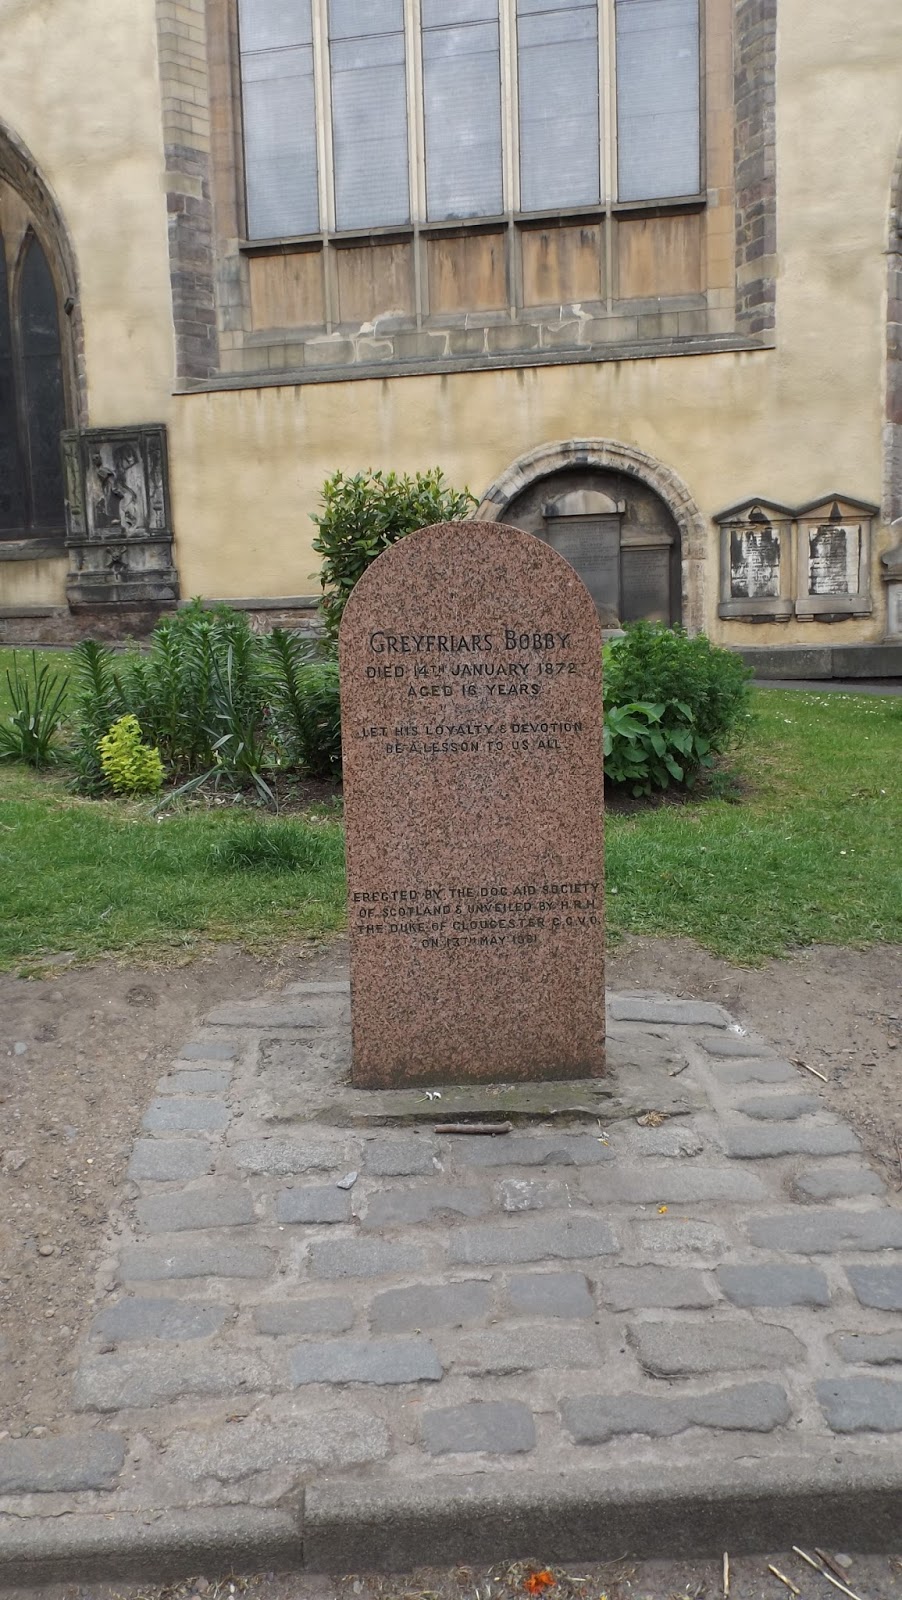 GREYFRIARS BOBBY
DIED 14TH JANUARY 1872
AGED 16 YEARS
LET HIS LOYALTY & DEVOTION
BE A LESSON TO US ALL
ERECTED BY THE DOG AID SOCIETY
OF SCOTLAND & UNVEILED BY H.R.H.
THE DUKE OF GLOUCESTER G.C.V.O.
ON 13TH MAY 1981